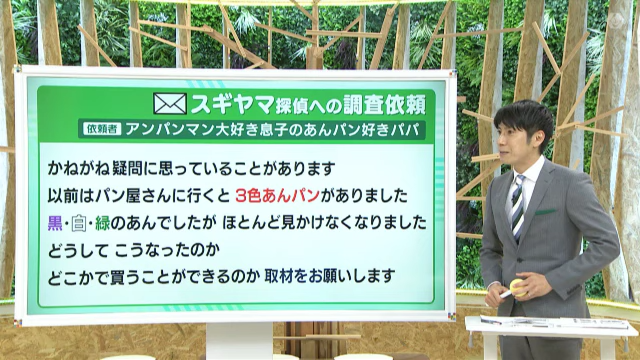 スギヤマ探偵への調査依頼
依頼者 アンパンマン大好き息子のあんパン好きパパ
かねがね疑問に思っていることがあります
以前はパン屋さんに行くと 3色あんパンがありました
黒・白・緑のあんでしたが ほとんど見かけなくなりました
どうして こうなったのか
どこかで買うことができるのか 取材をお願いします